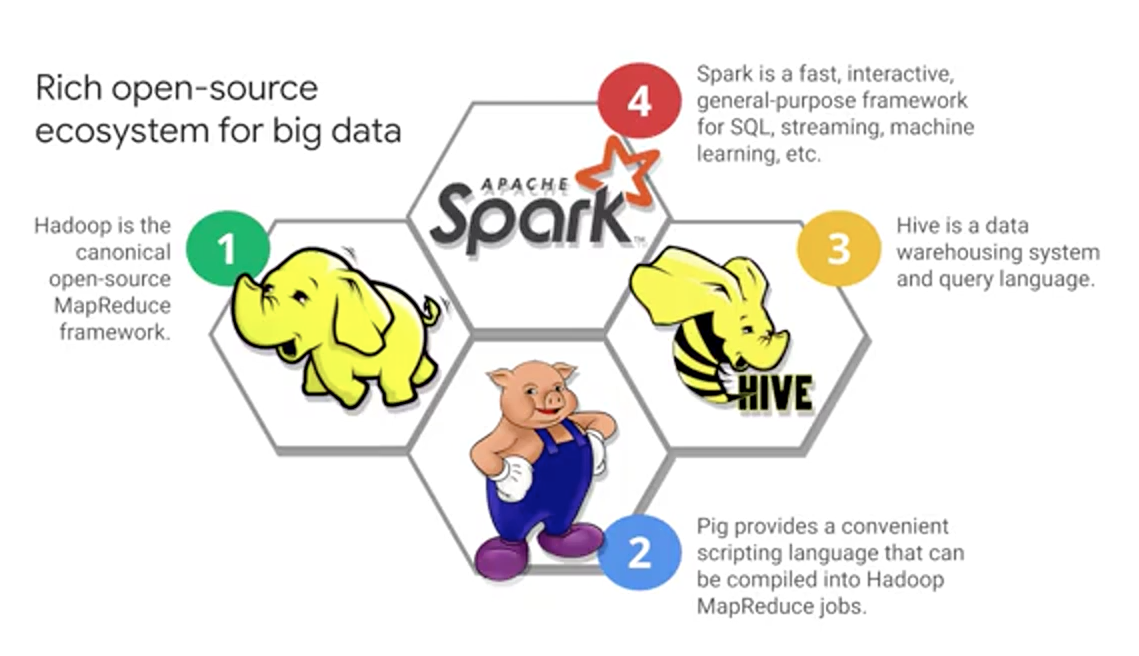 Rich open-source
ecosystem for big data
4
Spark is a fast, interactive,
general-purpose framework
for SQL, streaming, machine
learning, etc.
APACHE
Spark™
1
Hadoop is the
canonical
open-source
MapReduce
framework.
3
Hive is a data
warehousing system
and query language.
HIVE
2
Pig provides a convenient
scripting language that can
be compiled into Hadoop
MapReduce jobs.